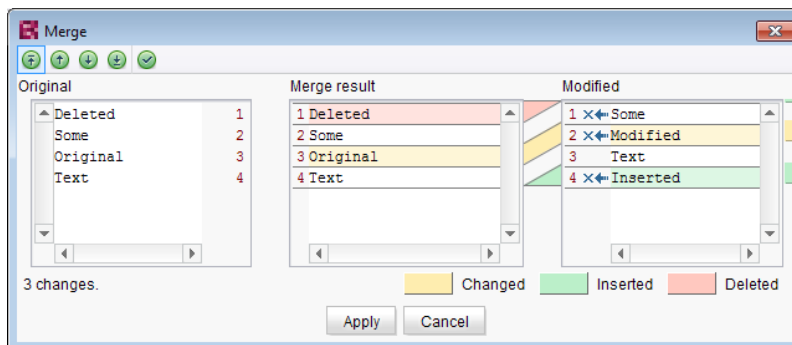 Merge
Original
Merge result
Modified
Deleted 1
Some 2
Original 3
Text 4
1 Deleted
2 Some
3 Original
4 Text
1 Some
2 Modified
3 Text
4 Inserted
3 changes.
Changed
Inserted
Deleted
Apply
Cancel